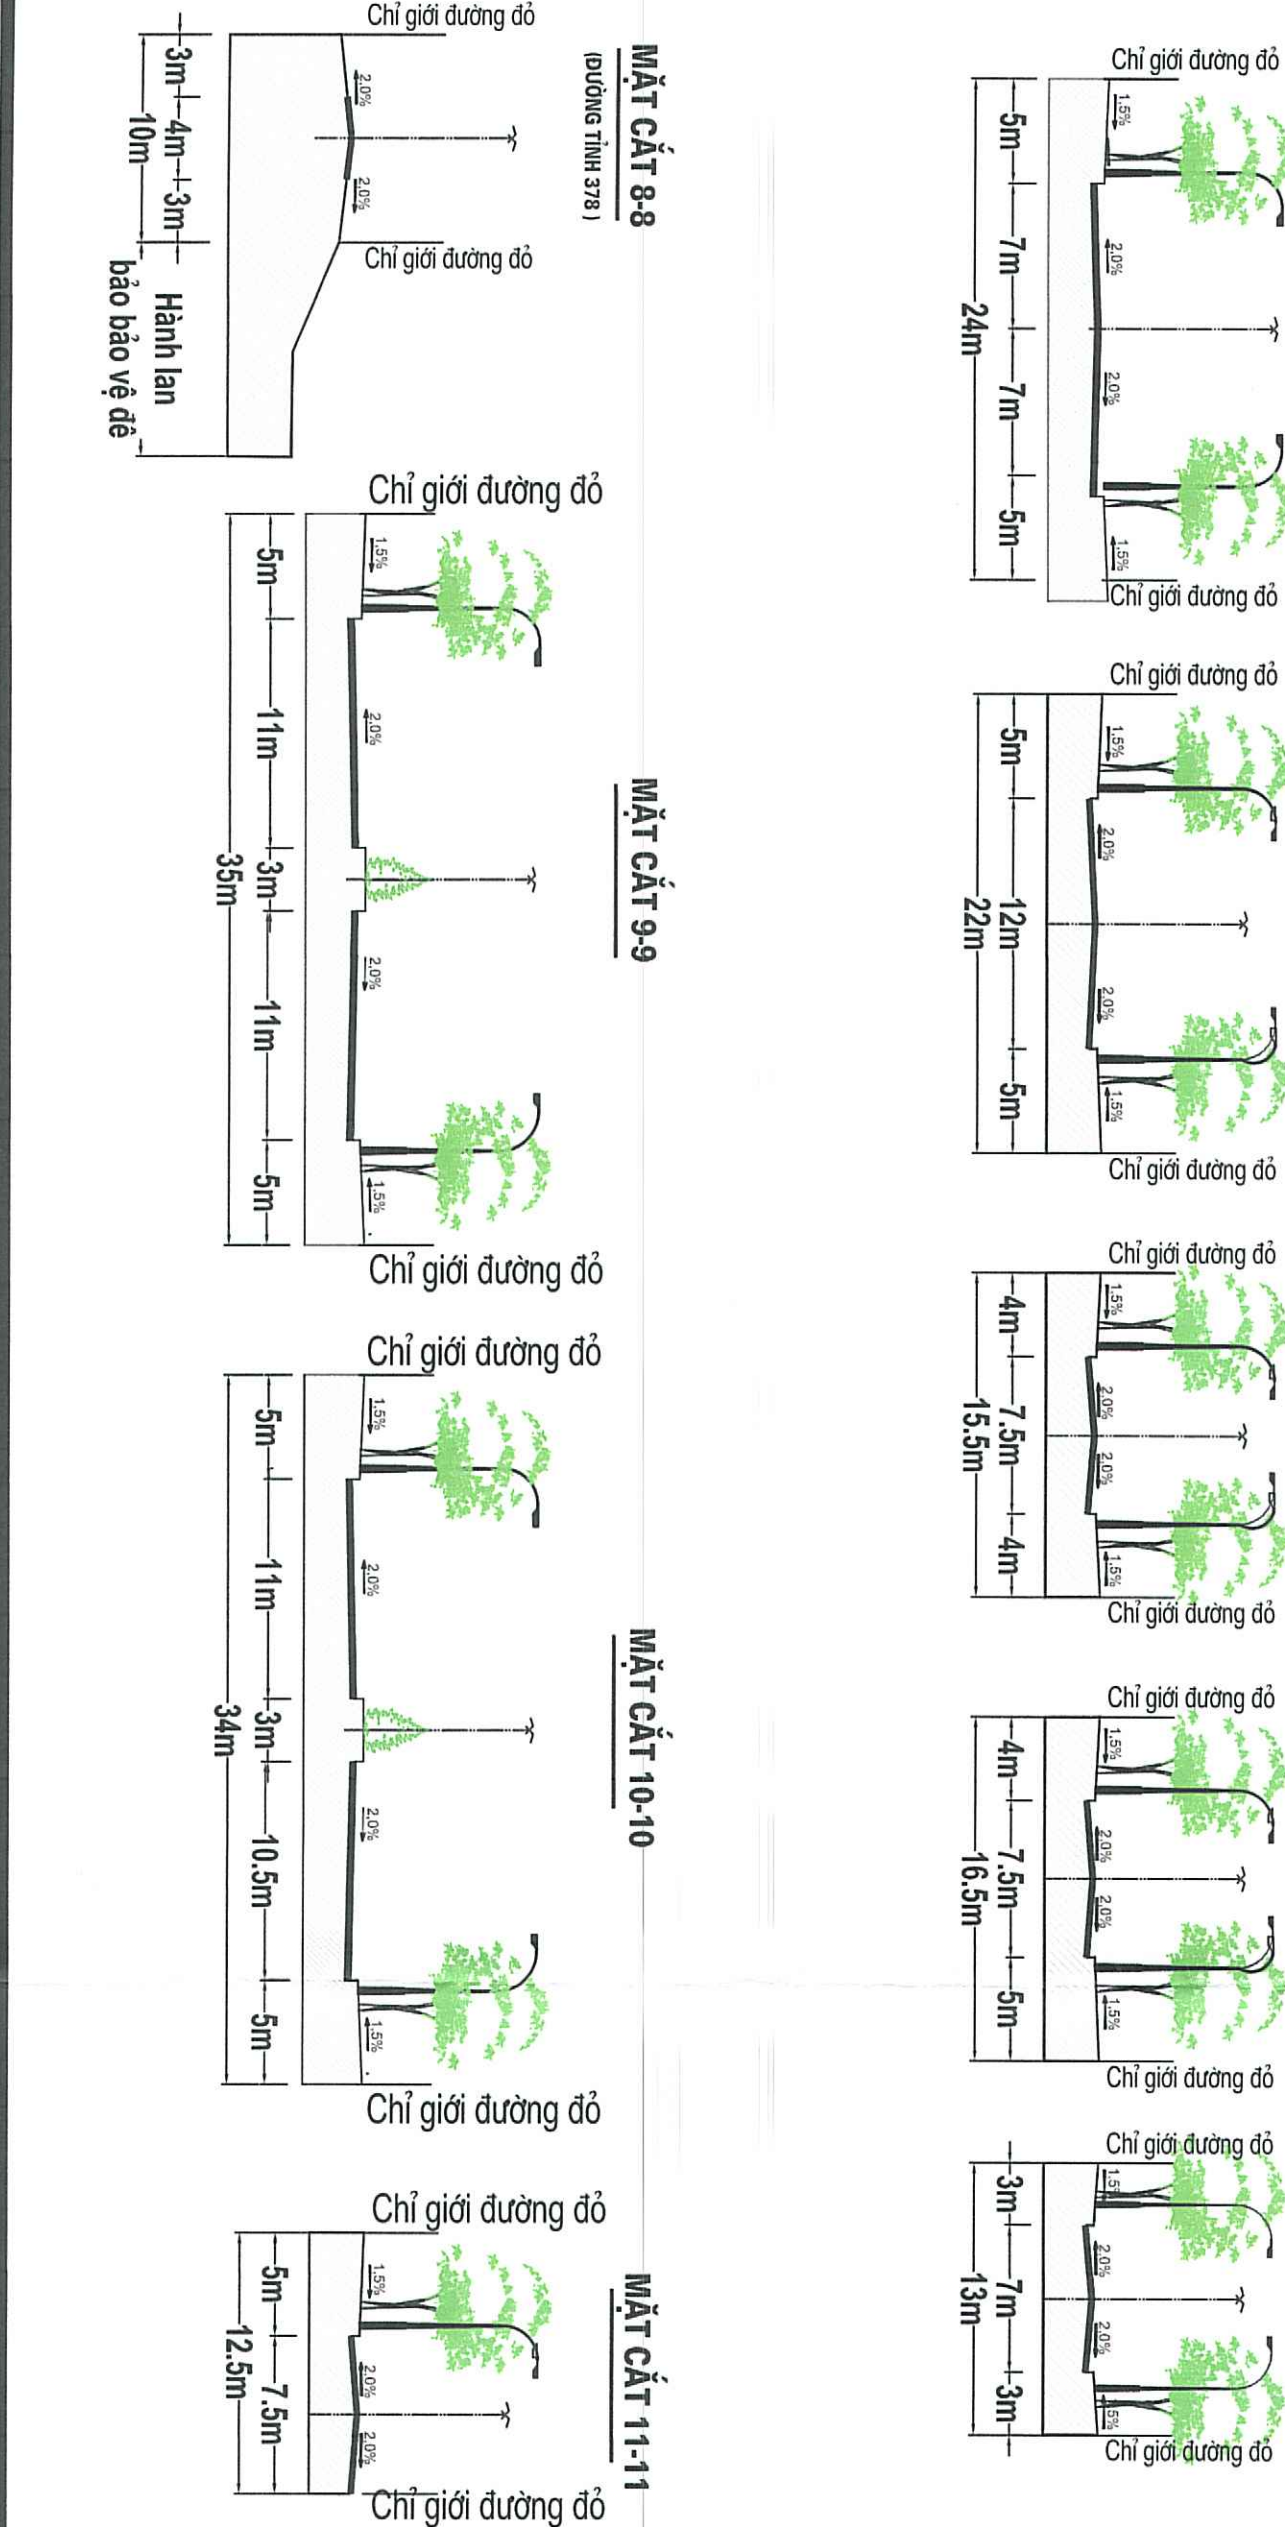 Chỉ giới đường đỏ
1.5%
2.0%
2.0%
1.5%
5m
7m
7m
5m
24m
Chỉ giới đường đỏ
Chỉ giới đường đỏ
1.5%
2.0%
2.0%
1.5%
5m
12m
5m
22m
Chỉ giới đường đỏ
Chỉ giới đường đỏ
1.5%
2.0%
2.0%
1.5%
4m
7.5m
4m
15.5m
Chỉ giới đường đỏ
Chỉ giới đường đỏ
1.5%
2.0%
2.0%
1.5%
4m
7.5m
5m
16.5m
Chỉ giới đường đỏ
Chỉ giới đường đỏ
2.0%
2.0%
3m
7m
3m
13m
Chỉ giới đường đỏ
MẶT CẮT 8-8
(ĐƯỜNG TỈNH 378 )
Chỉ giới đường đỏ
2.0%
2.0%
Chỉ giới đường đỏ
3m
4m
3m
10m
Hành lan
bảo bảo vệ đê
MẶT CẮT 9-9
Chỉ giới đường đỏ
1.5%
2.0%
2.0%
1.5%
5m
11m
3m
11m
5m
35m
Chỉ giới đường đỏ
MẶT CẮT 10-10
Chỉ giới đường đỏ
1.5%
2.0%
2.0%
1.5%
5m
11m
3m
10.5m
5m
34m
Chỉ giới đường đỏ
MẶT CẮT 11-11
Chỉ giới đường đỏ
1.5%
2.0%
2.0%
5m
7.5m
12.5m
Chỉ giới đường đỏ